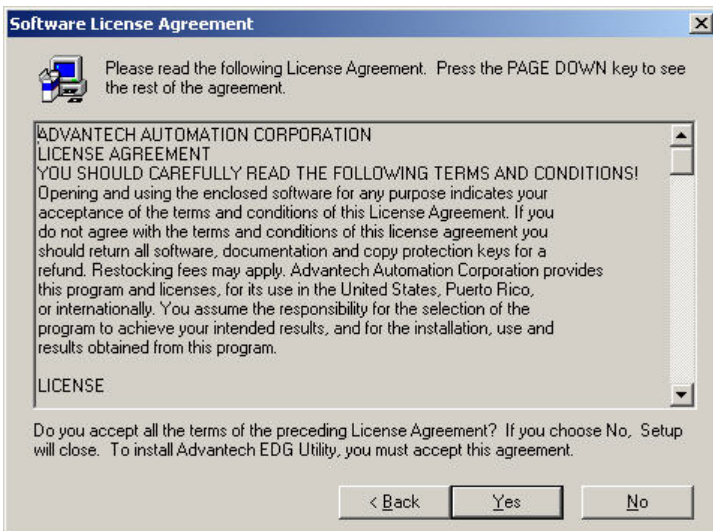 Software License Agreement
Please read the following License Agreement. Press the PAGE DOWN key to see
the rest of the agreement.
ADVANTECH AUTOMATION CORPORATION
LICENSE AGREEMENT
YOU SHOULD CAREFULLY READ THE FOLLOWING TERMS AND CONDITIONS!
Opening and using the enclosed software for any purpose indicates your
acceptance of the terms and conditions of this License Agreement. If you
do not agree with the terms and conditions of this license agreement you
should return all software, documentation and copy protection keys for a
refund. Restocking fees may apply. Advantech Automation Corporation provides
this program and licenses, for its use in the United States, Puerto Rico,
or internationally. You assume the responsibility for the selection of the
program to achieve your intended results, and for the installation, use and
results obtained from this program.
LICENSE
Do you accept all the terms of the preceding License Agreement? If you choose No, Setup
will close. To install Advantech EDG Utility, you must accept this agreement.
< Back
Yes
No